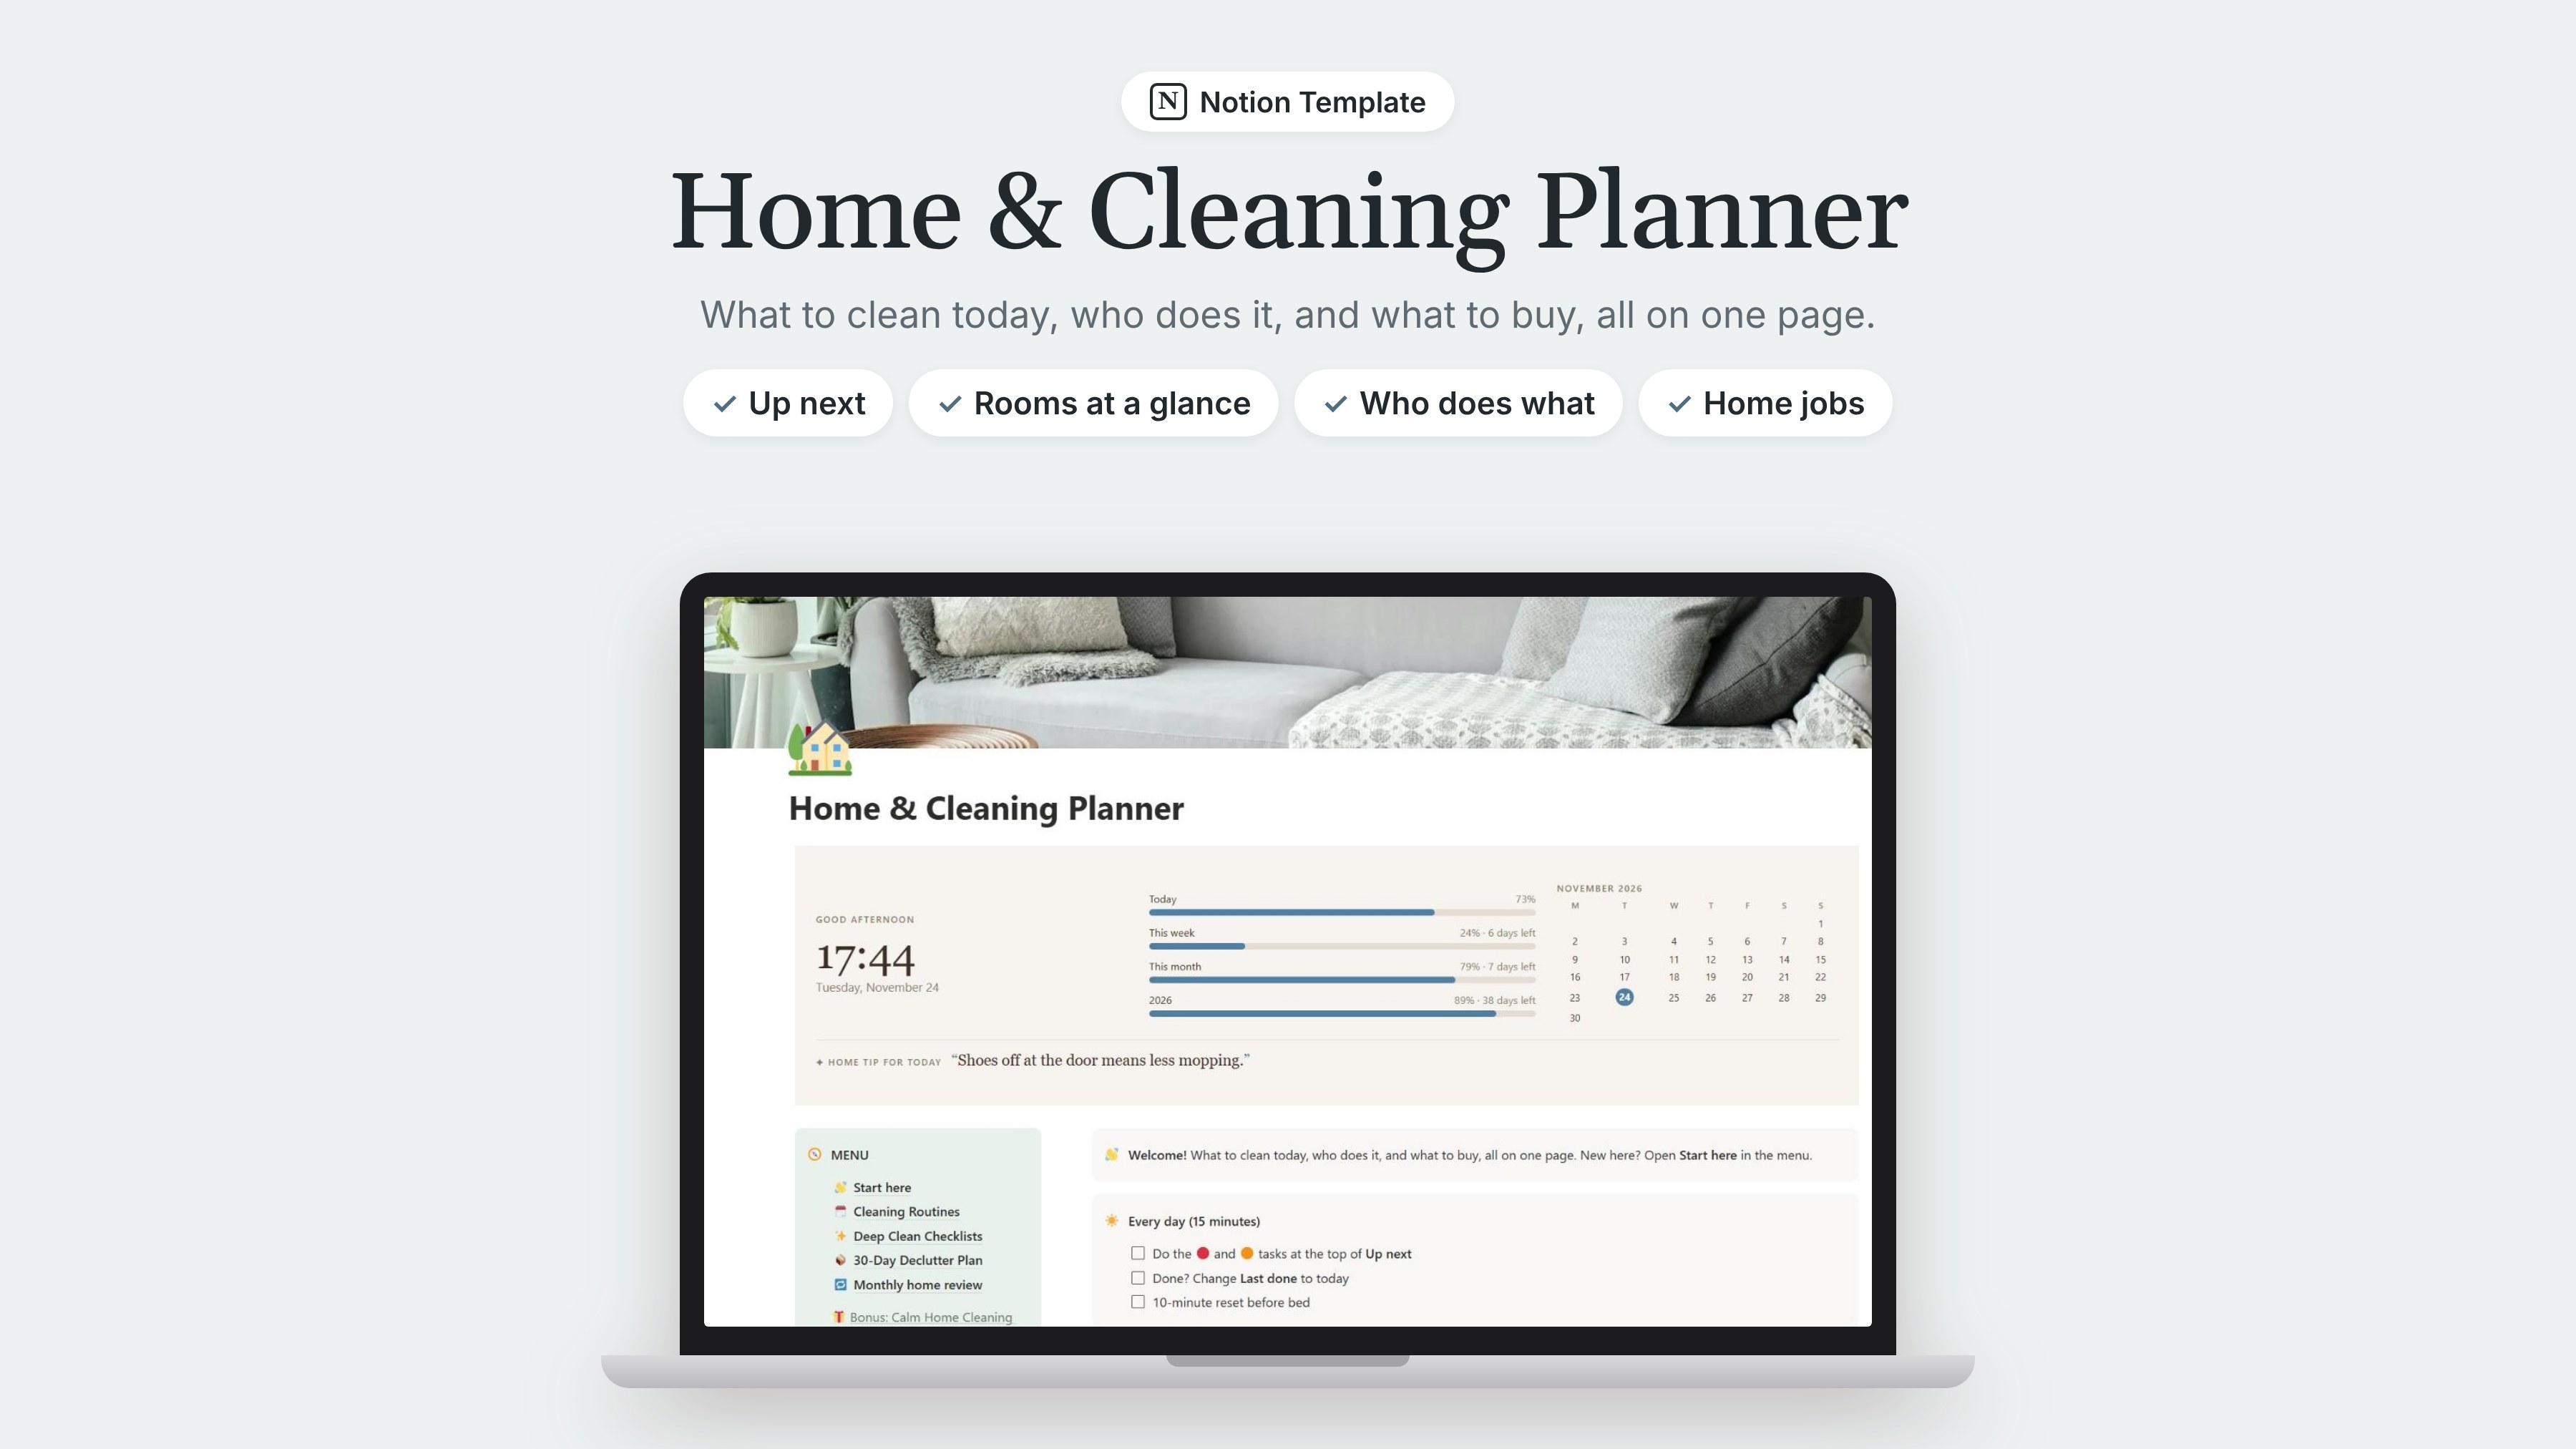 N Notion Template
Home & Cleaning Planner
What to clean today, who does it, and what to buy, all on one page.
Up next
Rooms at a glance
Who does what
Home jobs
Home & Cleaning Planner
GOOD AFTERNOON
17:44
Tuesday, November 24
Today 73%
This week 24% · 6 days left
This month 79% · 7 days left
2026 89% · 38 days left
NOVEMBER 2026
M T W T F S S
1
2 3 4 5 6 7 8
9 10 11 12 13 14 15
16 17 18 19 20 21 22
23 24 25 26 27 28 29
30
HOME TIP FOR TODAY “Shoes off at the door means less mopping.”
MENU
Start here
Cleaning Routines
Deep Clean Checklists
30-Day Declutter Plan
Monthly home review
Bonus: Calm Home Cleaning
Welcome! What to clean today, who does it, and what to buy, all on one page. New here? Open Start here in the menu.
Every day (15 minutes)
Do the and tasks at the top of Up next
Done? Change Last done to today
10-minute reset before bed